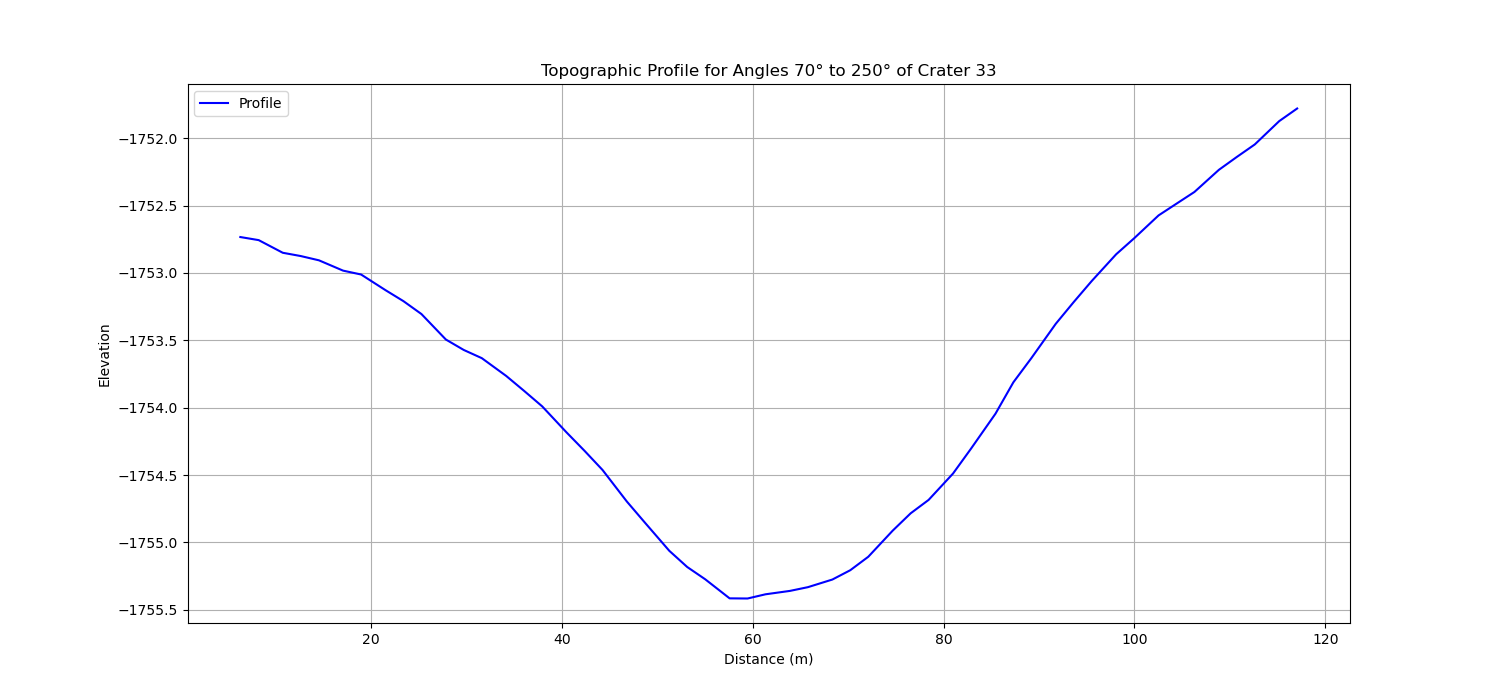 Topographic Profile for Angles 70° to 250° of Crater 33
Profile
−1752.0
−1752.5
−1753.0
−1753.5
−1754.0
−1754.5
−1755.0
−1755.5
Elevation
20 40 60 80 100 120
Distance (m)